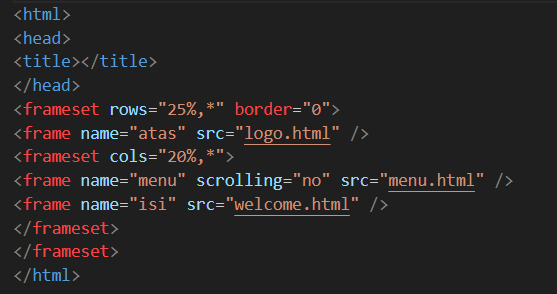 <html>
<head>
<title></title>
</head>
<frameset rows="25%,*" border="0">
<frame name="atas" src="logo.html" />
<frameset cols="20%,*">
<frame name="menu" scrolling="no" src="menu.html" />
<frame name="isi" src="welcome.html" />
</frameset>
</frameset>
</html>